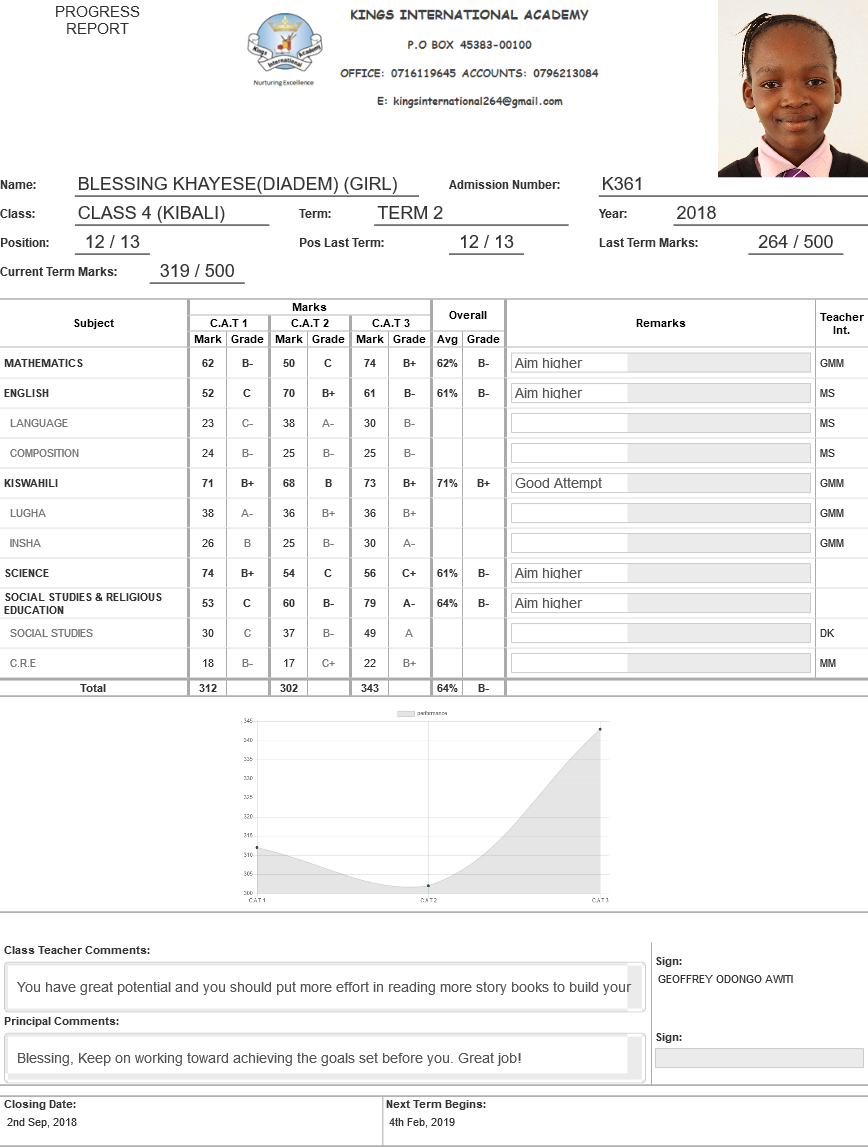 PROGRESS
REPORT
Kings International Academy
Nurturing Excellence
KINGS INTERNATIONAL ACADEMY
P.O BOX 45383-00100
OFFICE: 0716119645 ACCOUNTS: 0796213084
E: kingsinternational264@gmail.com
Name: BLESSING KHAYESE(DIADEM) (GIRL) Admission Number: K361
Class: CLASS 4 (KIBALI) Term: TERM 2 Year: 2018
Position: 12 / 13 Pos Last Term: 12 / 13 Last Term Marks: 264 / 500
Current Term Marks: 319 / 500
Subject Marks Overall Remarks Teacher Int.
C.A.T 1 C.A.T 2 C.A.T 3
Mark Grade Mark Grade Mark Grade Avg Grade
MATHEMATICS 62 B- 50 C 74 B+ 62% B- Aim higher GMM
ENGLISH 52 C 70 B+ 61 B- 61% B- Aim higher MS
LANGUAGE 23 C- 38 A- 30 B- MS
COMPOSITION 24 B- 25 B- 25 B- MS
KISWAHILI 71 B+ 68 B 73 B+ 71% B+ Good Attempt GMM
LUGHA 38 A- 36 B+ 36 B+ GMM
INSHA 26 B 25 B- 30 A- GMM
SCIENCE 74 B+ 54 C 56 C+ 61% B- Aim higher
SOCIAL STUDIES & RELIGIOUS
EDUCATION 53 C 60 B- 79 A- 64% B- Aim higher
SOCIAL STUDIES 30 C 37 B- 49 A DK
C.R.E 18 B- 17 C+ 22 B+ MM
Total 312 302 343 64% B-
performance
345
340
335
330
325
320
315
310
305
300
CAT1 CAT2 CAT3
Class Teacher Comments:
You have great potential and you should put more effort in reading more story books to build your
Sign:
GEOFFREY ODONGO AWITI
Principal Comments:
Blessing, Keep on working toward achieving the goals set before you. Great job!
Sign:
Closing Date: Next Term Begins:
2nd Sep, 2018 4th Feb, 2019